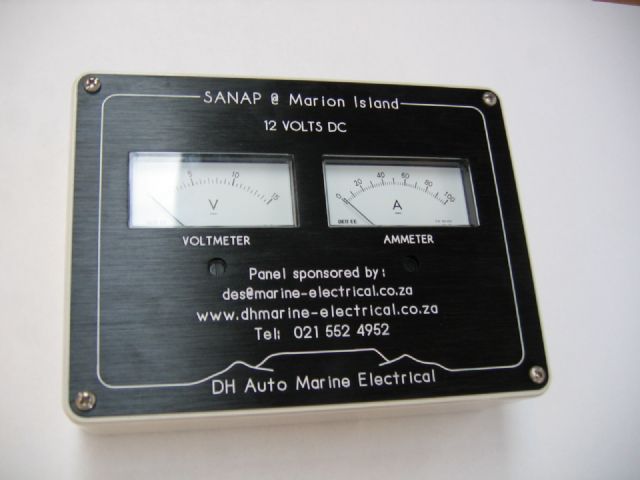 SANAP @ Marion Island
12 VOLTS DC
5 10 15
V
0 20 40 60 80 100
A
VOLTMETER
AMMETER
Panel sponsored by:
des@marine-electrical.co.za
www.dhmarine-electrical.co.za
Tel: 021 552 4952
DH Auto Marine Electrical